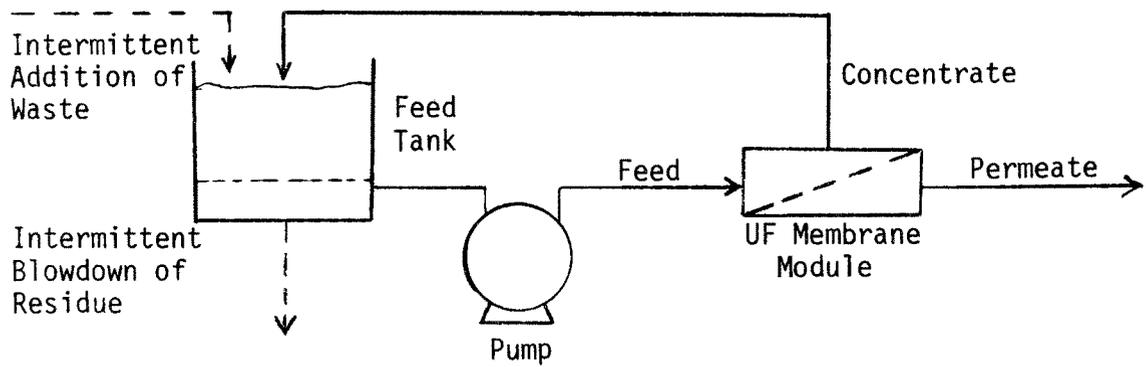 Intermittent
Addition of
Waste
Concentrate
Feed
Tank
Feed
Permeate
Intermittent
Blowdown of
Residue
UF Membrane
Module
Pump